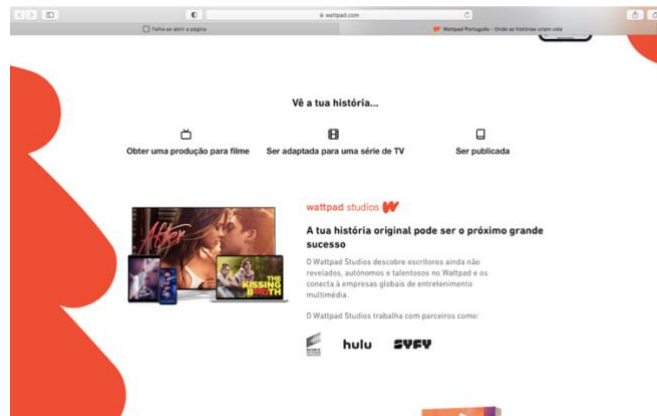 wattpad.com
Falha ao abrir a página
Wattpad Português - Onde as histórias criam vida
Vê a tua história...
Obter uma produção para filme
Ser adaptada para uma série de TV
Ser publicada
After
THE
KISSING
BOOTH
wattpad studios
A tua história original pode ser o próximo grande
sucesso
O Wattpad Studios descobre escritores ainda não
revelados, autónomos e talentosos no Wattpad e os
conecta à empresas globais de entretenimento
multimédia.
O Wattpad Studios trabalha com parceiros como:
hulu
SYFY